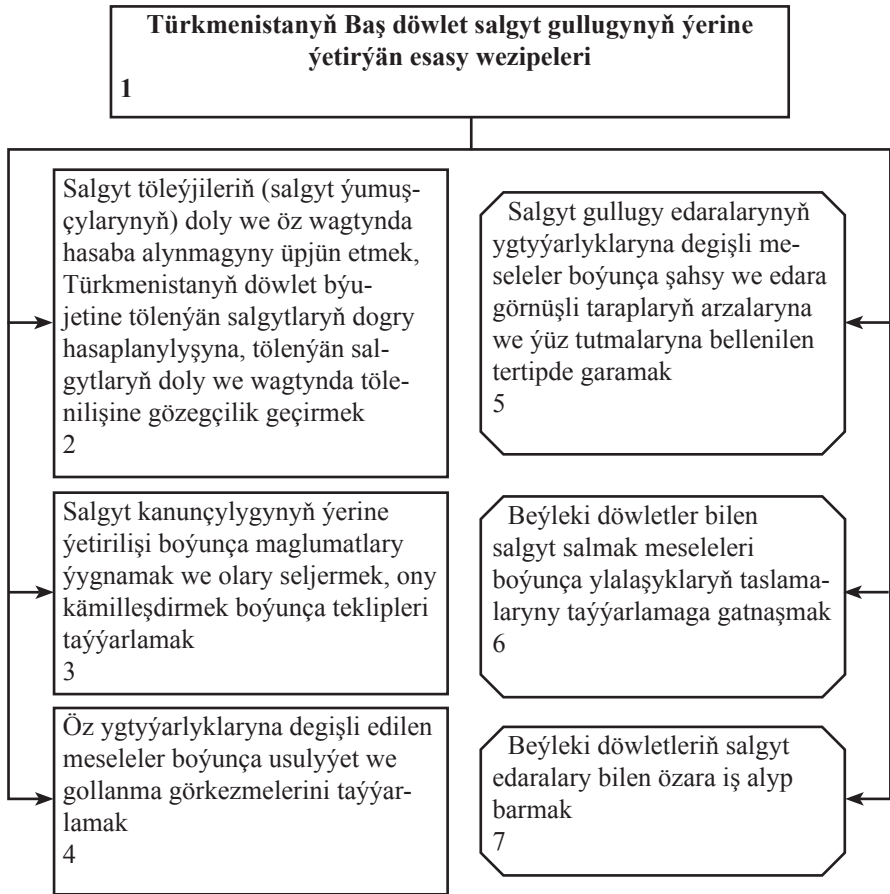 Türkmenistanyň Baş döwlet salgyt gullugynyň ýerine
ýetirýän esasy wezipeleri
1
Salgyt töleýjileriň (salgyt ýumuş-
çylarynyň) doly we öz wagtynda
hasaba alynmagyny üpjün etmek,
Türkmenistanyň döwlet býu-
jetine tölenýän salgytlaryň dogry
hasaplanylyşyna, tölenýän sal-
gytlaryň doly we wagtynda töle-
nilişine gözegçilik geçirmek
2
Salgyt kanunçylygynyň ýerine
ýetirilişi boýunça maglumatlary
ýygnamak we olary seljermek, ony
kämilleşdirmek boýunça teklipleri
taýýarlamak
3
Öz ygtyýarlyklaryna degişli edilen
meseleler boýunça usulyýet we
gollanma görkezmelerini taýýar-
lamak
4
Salgyt gullugy edaralarynyň
ygtyýarlyklaryna degişli me-
seleler boýunça şahsy we edara
görnüşli taraplaryň arzalaryna
we ýüz tutmalaryna bellenilen
tertipde garamak
5
Beýleki döwletler bilen
salgyt salmak meseleleri
boýunça ylalaşyklaryň taslama-
laryny taýýarlamaga gatnaşmak
6
Beýleki döwletleriň salgyt
edaralary bilen özara iş alyp
barmak
7